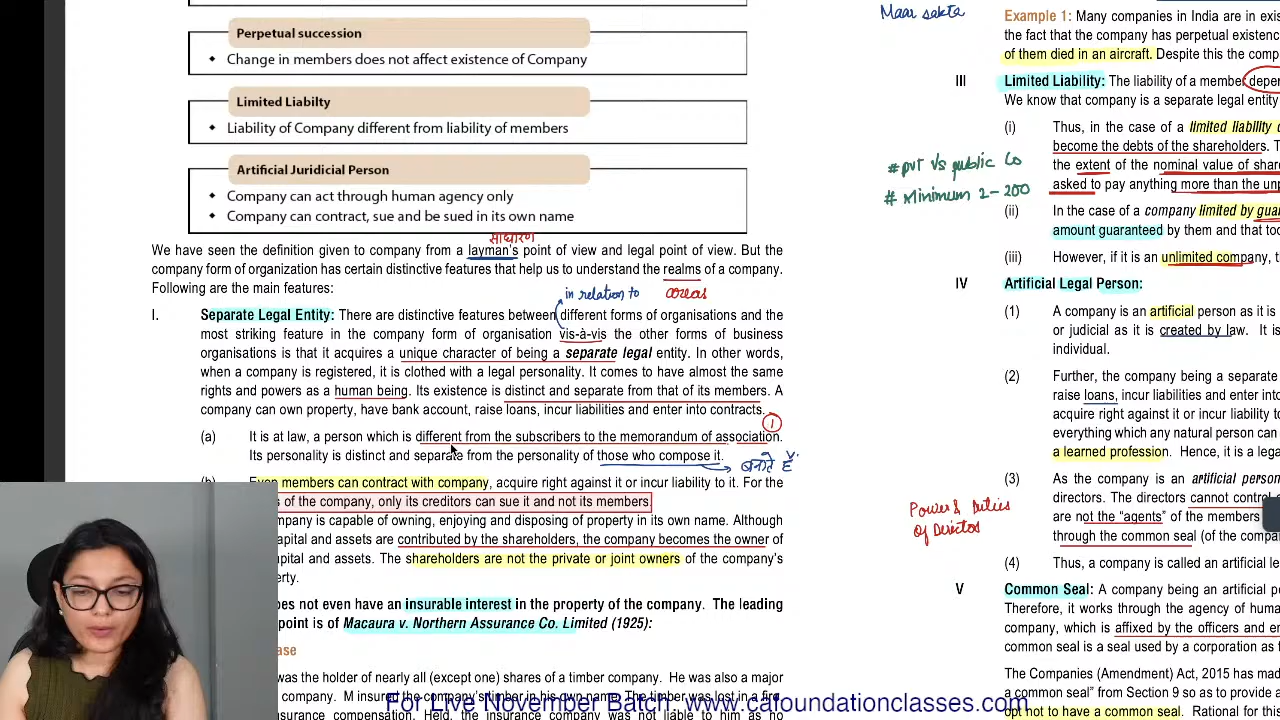 Perpetual succession
◆ Change in members does not affect existence of Company
Limited Liabilty
◆ Liability of Company different from liability of members
Artificial Juridicial Person
◆ Company can act through human agency only
◆ Company can contract, sue and be sued in its own name
साधारण
We have seen the definition given to company from a layman's point of view and legal point of view. But the
company form of organization has certain distinctive features that help us to understand the realms of a company.
Following are the main features:
in relation to areas
I. Separate Legal Entity: There are distinctive features between different forms of organisations and the
most striking feature in the company form of organisation vis-à-vis the other forms of business
organisations is that it acquires a unique character of being a separate legal entity. In other words,
when a company is registered, it is clothed with a legal personality. It comes to have almost the same
rights and powers as a human being. Its existence is distinct and separate from that of its members. A
company can own property, have bank account, raise loans, incur liabilities and enter into contracts.
1
(a) It is at law, a person which is different from the subscribers to the memorandum of association.
Its personality is distinct and separate from the personality of those who compose it.
बनाते हैं
(b) Even members can contract with company, acquire right against it or incur liability to it. For the
of the company, only its creditors can sue it and not its members.
mpany is capable of owning, enjoying and disposing of property in its own name. Although
apital and assets are contributed by the shareholders, the company becomes the owner of
apital and assets. The shareholders are not the private or joint owners of the company's
erty.
oes not even have an insurable interest in the property of the company. The leading
point is of Macaura v. Northern Assurance Co. Limited (1925):
ase
was the holder of nearly all (except one) shares of a timber company. He was also a major
company. M insured the company's timber in his own name. The timber was lost in a fire.
surance compensation. Held, the insurance company was not liable to him as no
Maar sakta
Example 1: Many companies in India are in exis
the fact that the company has perpetual existenc
of them died in an aircraft. Despite this the comp
III Limited Liability: The liability of a member deper
We know that company is a separate legal entity
(i) Thus, in the case of a limited liability c
become the debts of the shareholders. T
the extent of the nominal value of share
asked to pay anything more than the unp
# pvt Vs public Co
# Minimum 2-200
(ii) In the case of a company limited by guar
amount guaranteed by them and that too
(iii) However, if it is an unlimited company, th
IV Artificial Legal Person:
(1) A company is an artificial person as it is
or judicial as it is created by law. It is
individual.
(2) Further, the company being a separate
raise loans, incur liabilities and enter into
acquire right against it or incur liability to
everything which any natural person can
a learned profession. Hence, it is a lega
(3) As the company is an artificial person
directors. The directors cannot control
are not the "agents" of the members
through the common seal (of the compa
Power & Duties
Of Director
(4) Thus, a company is called an artificial le
V Common Seal: A company being an artificial pe
Therefore, it works through the agency of huma
company, which is affixed by the officers and en
common seal is a seal used by a corporation as t
The Companies (Amendment) Act, 2015 has mad
a common seal" from Section 9 so as to provide a
opt not to have a common seal. Rational for this
For Live November Batch - www.cafoundationclasses.com